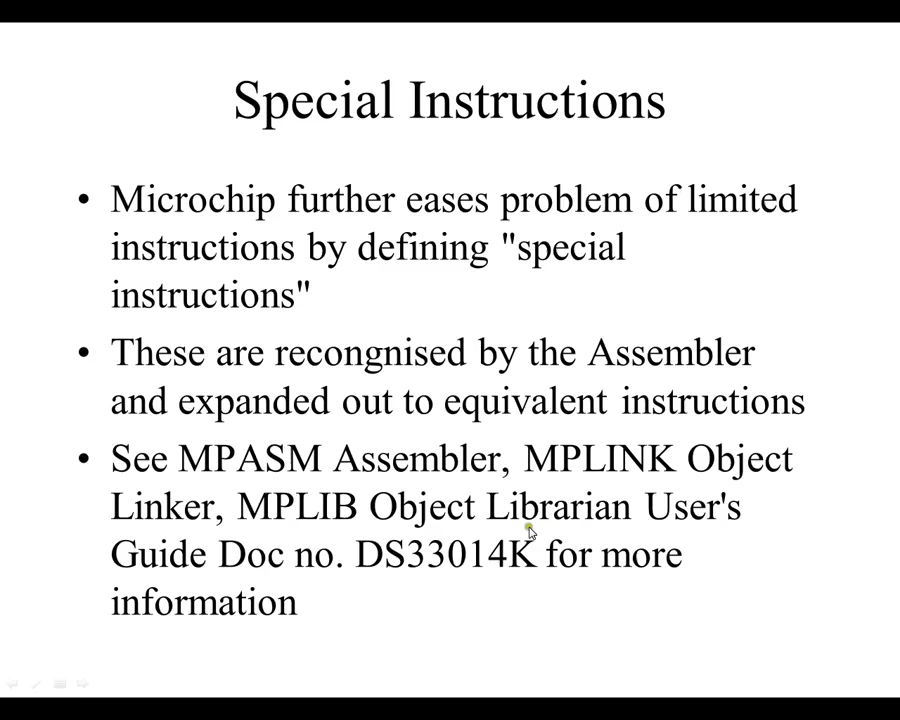 Special Instructions
• Microchip further eases problem of limited
instructions by defining "special
instructions"
• These are recongnised by the Assembler
and expanded out to equivalent instructions
• See MPASM Assembler, MPLINK Object
Linker, MPLIB Object Librarian User's
Guide Doc no. DS33014K for more
information